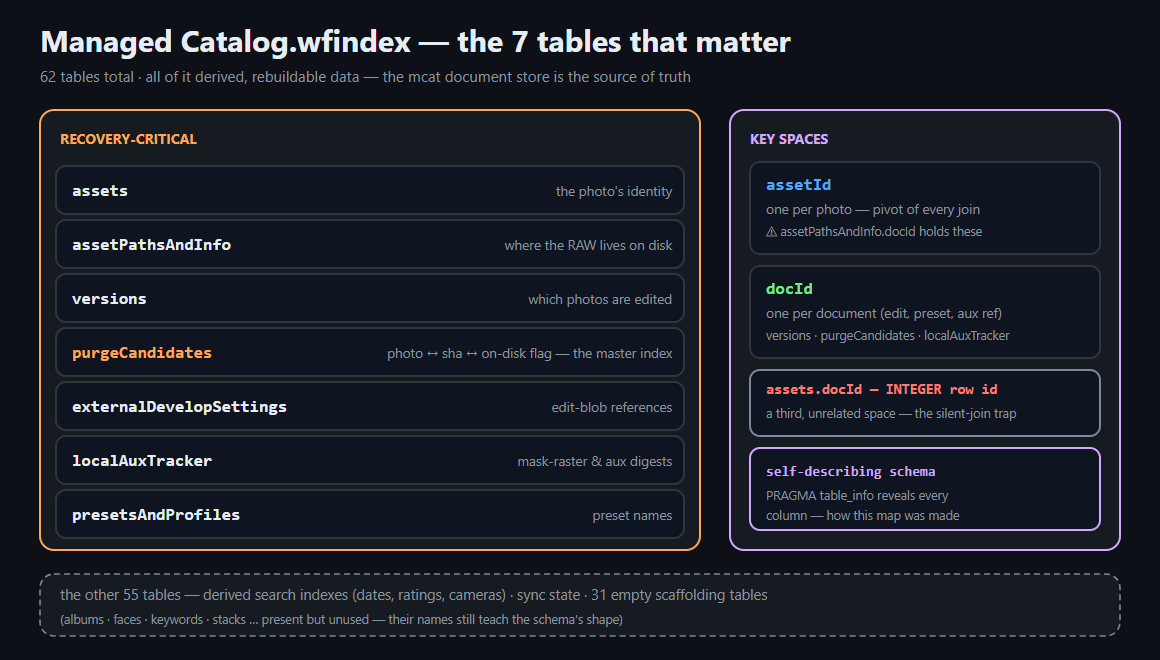 Managed Catalog.wfindex — the 7 tables that matter
62 tables total · all of it derived, rebuildable data — the mcat document store is the source of truth
RECOVERY-CRITICAL
assets the photo's identity
assetPathsAndInfo where the RAW lives on disk
versions which photos are edited
purgeCandidates photo ↔ sha ↔ on-disk flag — the master index
externalDevelopSettings edit-blob references
localAuxTracker mask-raster & aux digests
presetsAndProfiles preset names
KEY SPACES
assetId
one per photo — pivot of every join
⚠ assetPathsAndInfo.docId holds these
docId
one per document (edit, preset, aux ref)
versions · purgeCandidates · localAuxTracker
assets.docId — INTEGER row id
a third, unrelated space — the silent-join trap
self-describing schema
PRAGMA table_info reveals every
column — how this map was made
the other 55 tables — derived search indexes (dates, ratings, cameras) · sync state · 31 empty scaffolding tables
(albums · faces · keywords · stacks ... present but unused — their names still teach the schema's shape)